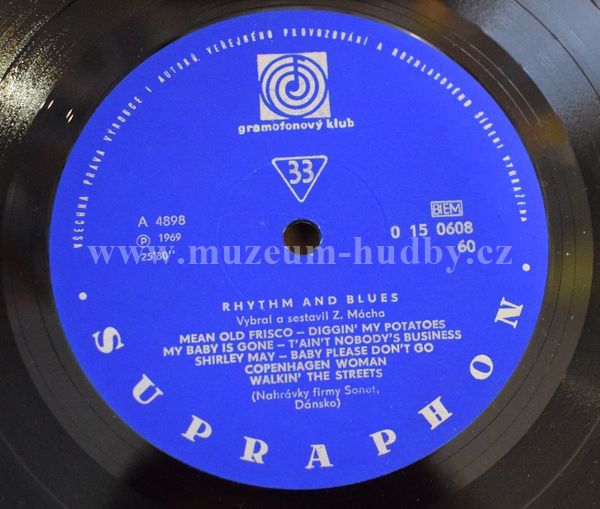 VŠECHNA PRÁVA VÝROBCE I AUTORŮ VEŘEJNÉHO PROVOZOVÁNÍ A ROZHLASOVÉHO ŠÍŘENÍ VYHRAŽENA
gramofonový klub
33
A 4898
Ⓟ 1969
25'30''
BIEM
0 15 0608
60
www.muzeum-hudby.cz
RHYTHM AND BLUES
Vybral a sestavil Z. Mácha
MEAN OLD FRISCO – DIGGIN' MY POTATOES
MY BABY IS GONE – T'AIN'T NOBODY'S BUSINESS
SHIRLEY MAY – BABY PLEASE DON'T GO
COPENHAGEN WOMAN
WALKIN' THE STREETS
(Nahrávky firmy Sonet,
Dánsko)
• SUPRAPHON •